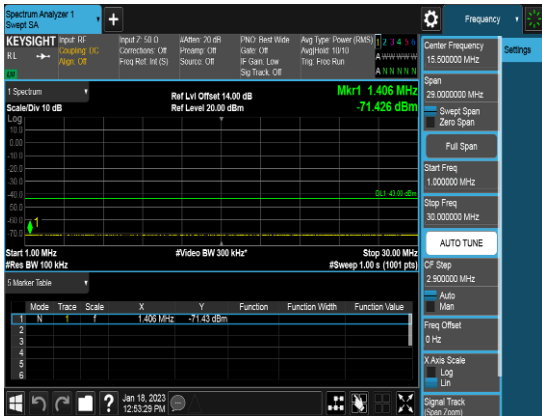 Spectrum Analyzer 1
Swept SA
Frequency
KEYSIGHT
RL
Input: RF
Coupling: DC
Align: Off
Input Z: 50 Ω
Corrections: Off
Freq Ref: Int (S)
#Atten: 20 dB
Preamp: Off
Source: Off
PNO: Best Wide
Gate: Off
IF Gain: Low
Sig Track: Off
Avg Type: Power (RMS)
Avg|Hold: 10/10
Trig: Free Run
1 2 3 4 5 6
A W W W W W
A N N N N N
1 Spectrum
Scale/Div 10 dB
Ref Lvl Offset 14.00 dB
Ref Level 20.00 dBm
Mkr1 1.406 MHz
-71.426 dBm
Log
10.0
0.00
-10.0
-20.0
-30.0
-40.0
-50.0
-60.0
-70.0
DL1 -43.00 dBm
1
Start 1.00 MHz
#Video BW 300 kHz*
Stop 30.00 MHz
#Res BW 100 kHz
#Sweep 1.00 s (1001 pts)
5 Marker Table
Mode Trace Scale X Y Function Function Width Function Value
1 N 1 f 1.406 MHz -71.43 dBm
2
3
4
5
6
Jan 18, 2023
12:53:29 PM
Center Frequency
15.500000 MHz
Settings
Span
29.0000000 MHz
Swept Span
Zero Span
Full Span
Start Freq
1.000000 MHz
Stop Freq
30.000000 MHz
AUTO TUNE
CF Step
2.900000 MHz
Auto
Man
Freq Offset
0 Hz
X Axis Scale
Log
Lin
Signal Track
(Span Zoom)